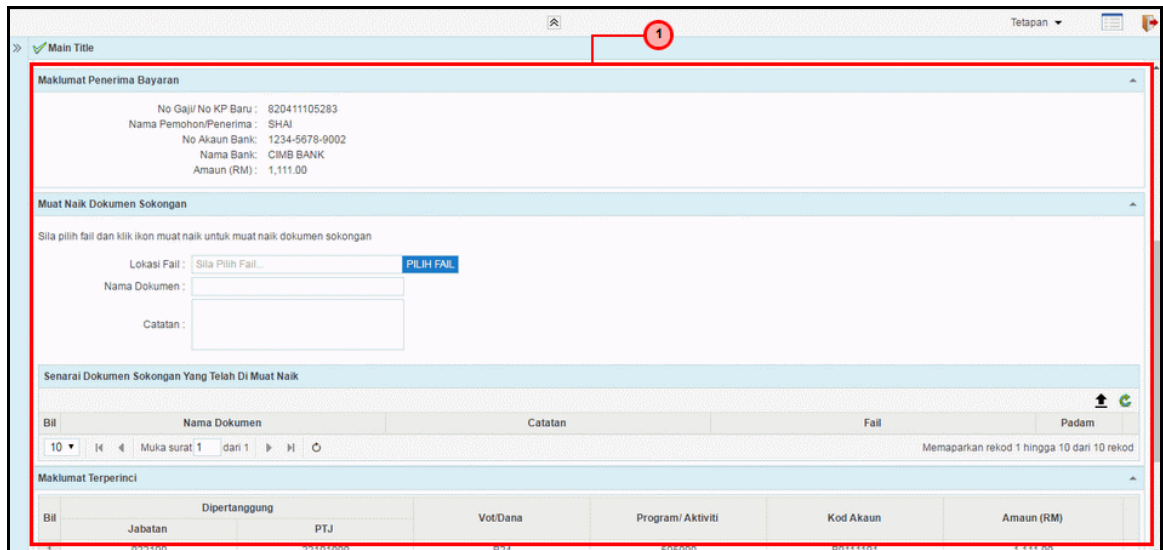 Tetapan
1
Main Title
Maklumat Penerima Bayaran
No Gaji/ No KP Baru : 820411105283
Nama Pemohon/Penerima : SHAI
No Akaun Bank: 1234-5678-9002
Nama Bank: CIMB BANK
Amaun (RM) : 1,111.00
Muat Naik Dokumen Sokongan
Sila pilih fail dan klik ikon muat naik untuk muat naik dokumen sokongan
Lokasi Fail : Sila Pilih Fail... PILIH FAIL
Nama Dokumen :
Catatan :
Senarai Dokumen Sokongan Yang Telah Di Muat Naik
Bil Nama Dokumen Catatan Fail Padam
10 Muka surat 1 dari 1 Memaparkan rekod 1 hingga 10 dari 10 rekod
Maklumat Terperinci
Bil Dipertanggung Vot/Dana Program/ Aktiviti Kod Akaun Amaun (RM)
Jabatan PTJ